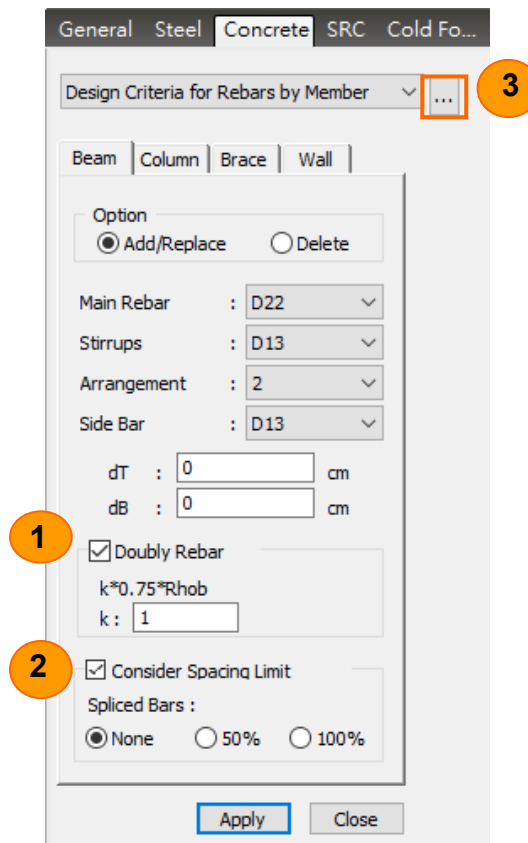 General Steel Concrete SRC Cold Fo...
Design Criteria for Rebars by Member ... 3
Beam Column Brace Wall
Option
Add/Replace Delete
Main Rebar : D22
Stirrups : D13
Arrangement : 2
Side Bar : D13
dT : 0 cm
dB : 0 cm
1 Doubly Rebar
k*0.75*Rhob
k : 1
2 Consider Spacing Limit
Spliced Bars :
None 50% 100%
Apply Close